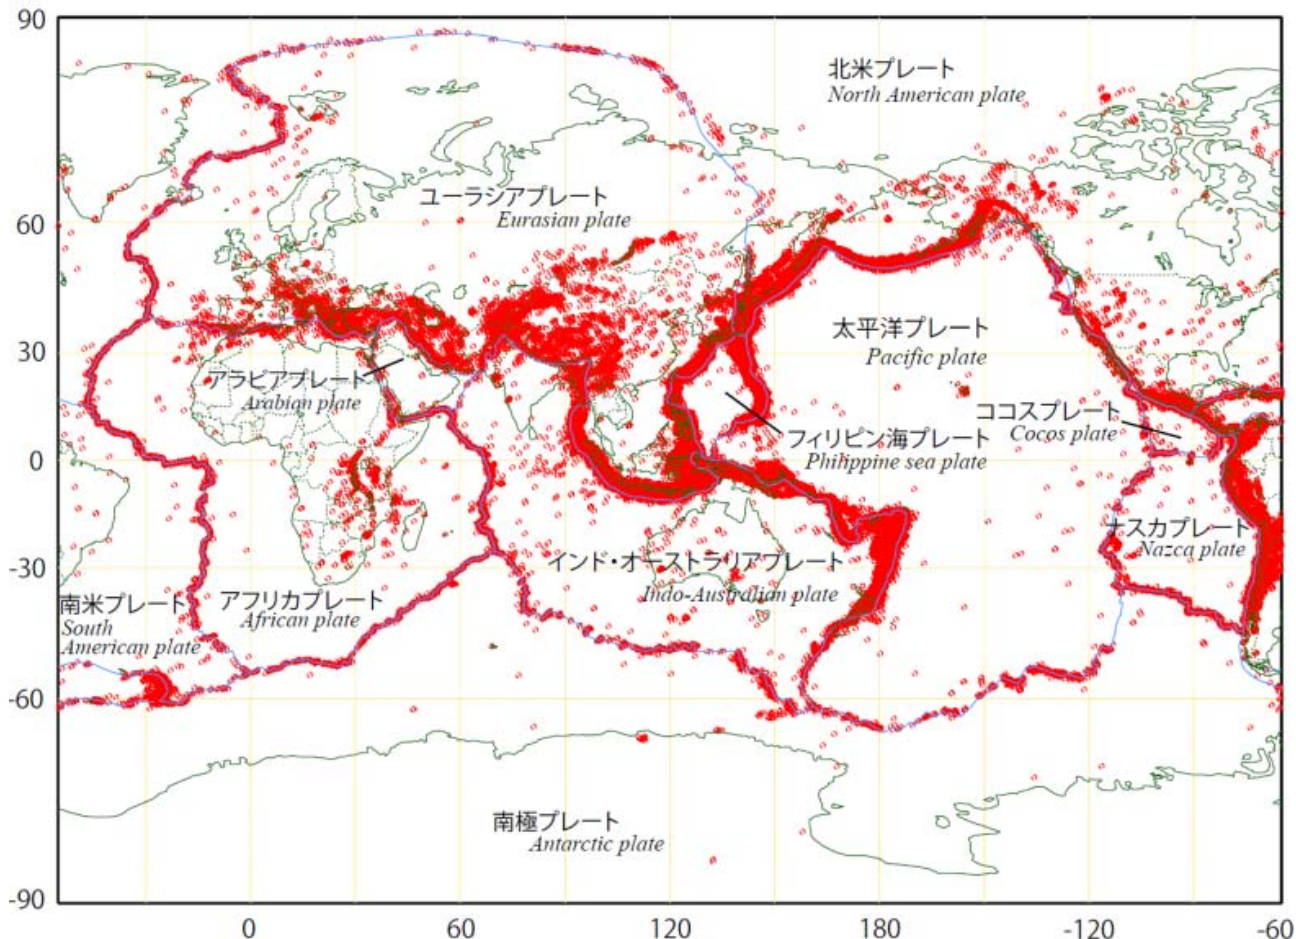 90
60
30
0
-30
-60
-90
北米プレート
North American plate
ユーラシアプレート
Eurasian plate
太平洋プレート
Pacific plate
アラビアプレート
Arabian plate
ココスプレート
Cocos plate
フィリピン海プレート
Philippine sea plate
ナスカプレート
Nazca plate
インド・オーストラリアプレート
Indo-Australian plate
南米プレート
South
American plate
アフリカプレート
African plate
南極プレート
Antarctic plate
0
60
120
180
-120
-60